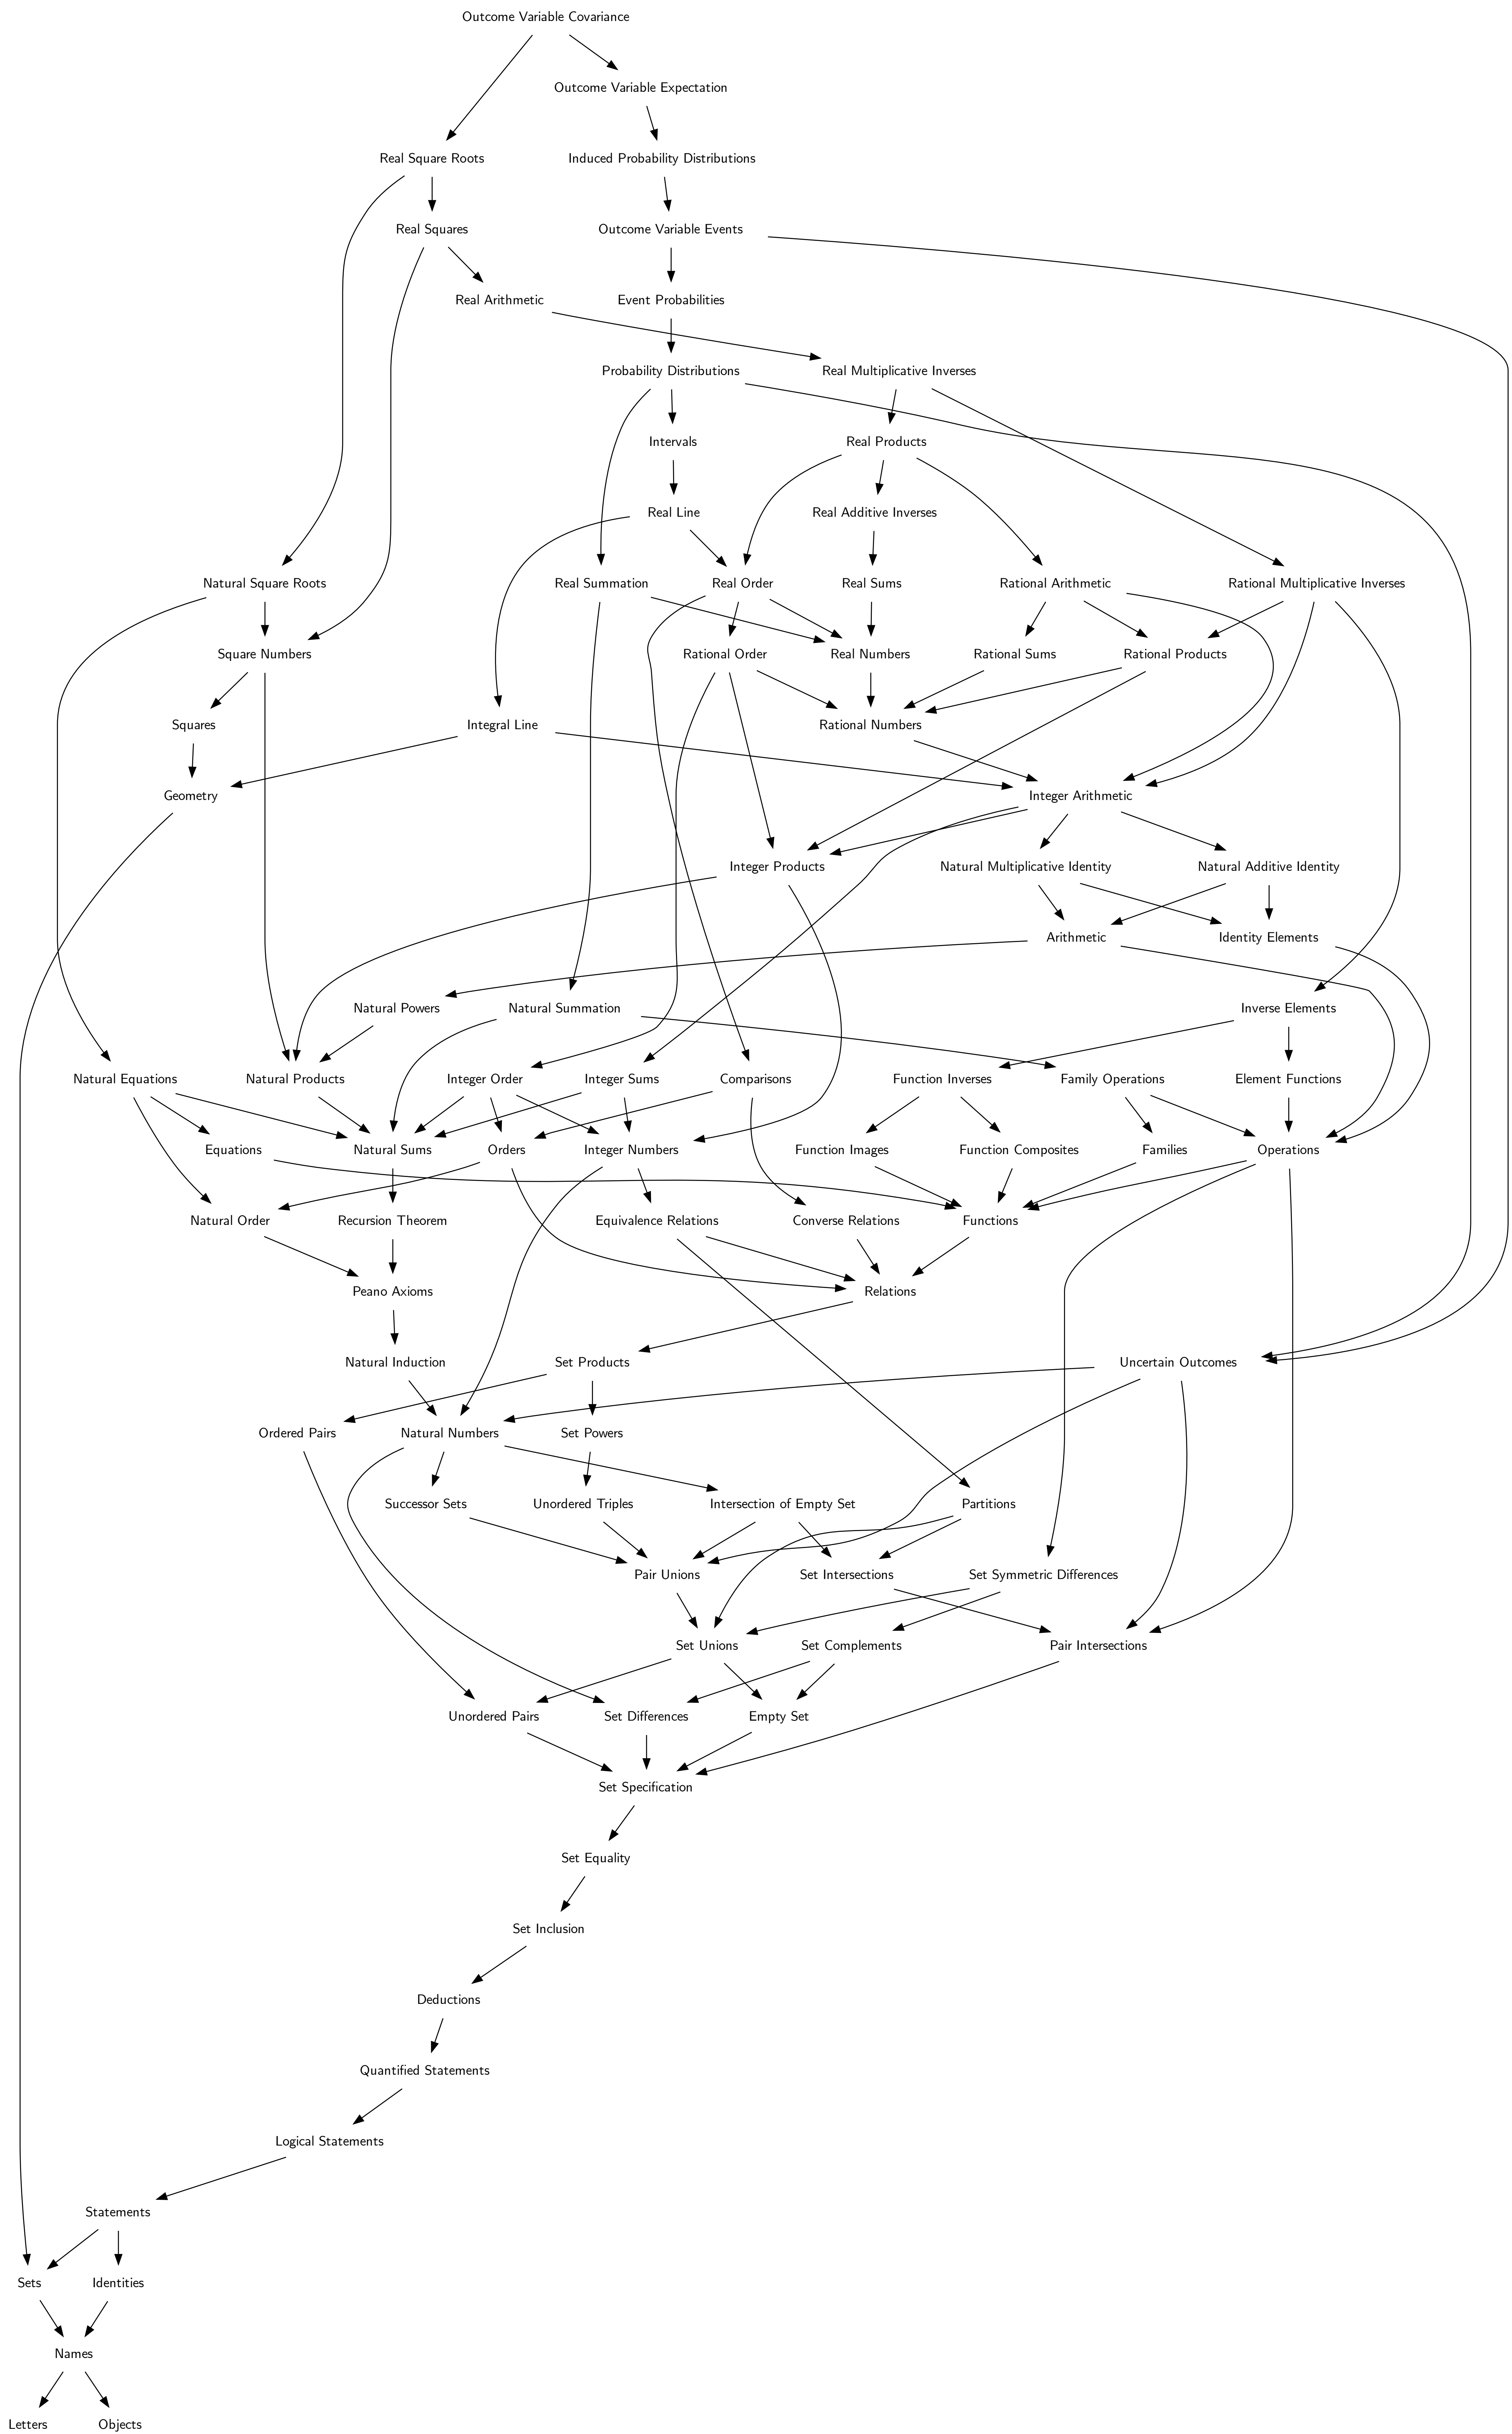 Outcome Variable Covariance
Outcome Variable Expectation
Real Square Roots
Induced Probability Distributions
Real Squares
Outcome Variable Events
Real Arithmetic
Event Probabilities
Probability Distributions
Real Multiplicative Inverses
Intervals
Real Products
Real Line
Real Additive Inverses
Natural Square Roots
Real Summation
Real Order
Real Sums
Rational Arithmetic
Rational Multiplicative Inverses
Square Numbers
Rational Order
Real Numbers
Rational Sums
Rational Products
Squares
Integral Line
Rational Numbers
Geometry
Integer Arithmetic
Integer Products
Natural Multiplicative Identity
Natural Additive Identity
Arithmetic
Identity Elements
Natural Powers
Natural Summation
Inverse Elements
Natural Equations
Natural Products
Integer Order
Integer Sums
Comparisons
Function Inverses
Family Operations
Element Functions
Equations
Natural Sums
Orders
Integer Numbers
Function Images
Function Composites
Families
Operations
Natural Order
Recursion Theorem
Equivalence Relations
Converse Relations
Functions
Peano Axioms
Relations
Natural Induction
Set Products
Uncertain Outcomes
Ordered Pairs
Natural Numbers
Set Powers
Successor Sets
Unordered Triples
Intersection of Empty Set
Partitions
Pair Unions
Set Intersections
Set Symmetric Differences
Set Unions
Set Complements
Pair Intersections
Unordered Pairs
Set Differences
Empty Set
Set Specification
Set Equality
Set Inclusion
Deductions
Quantified Statements
Logical Statements
Statements
Sets
Identities
Names
Letters
Objects